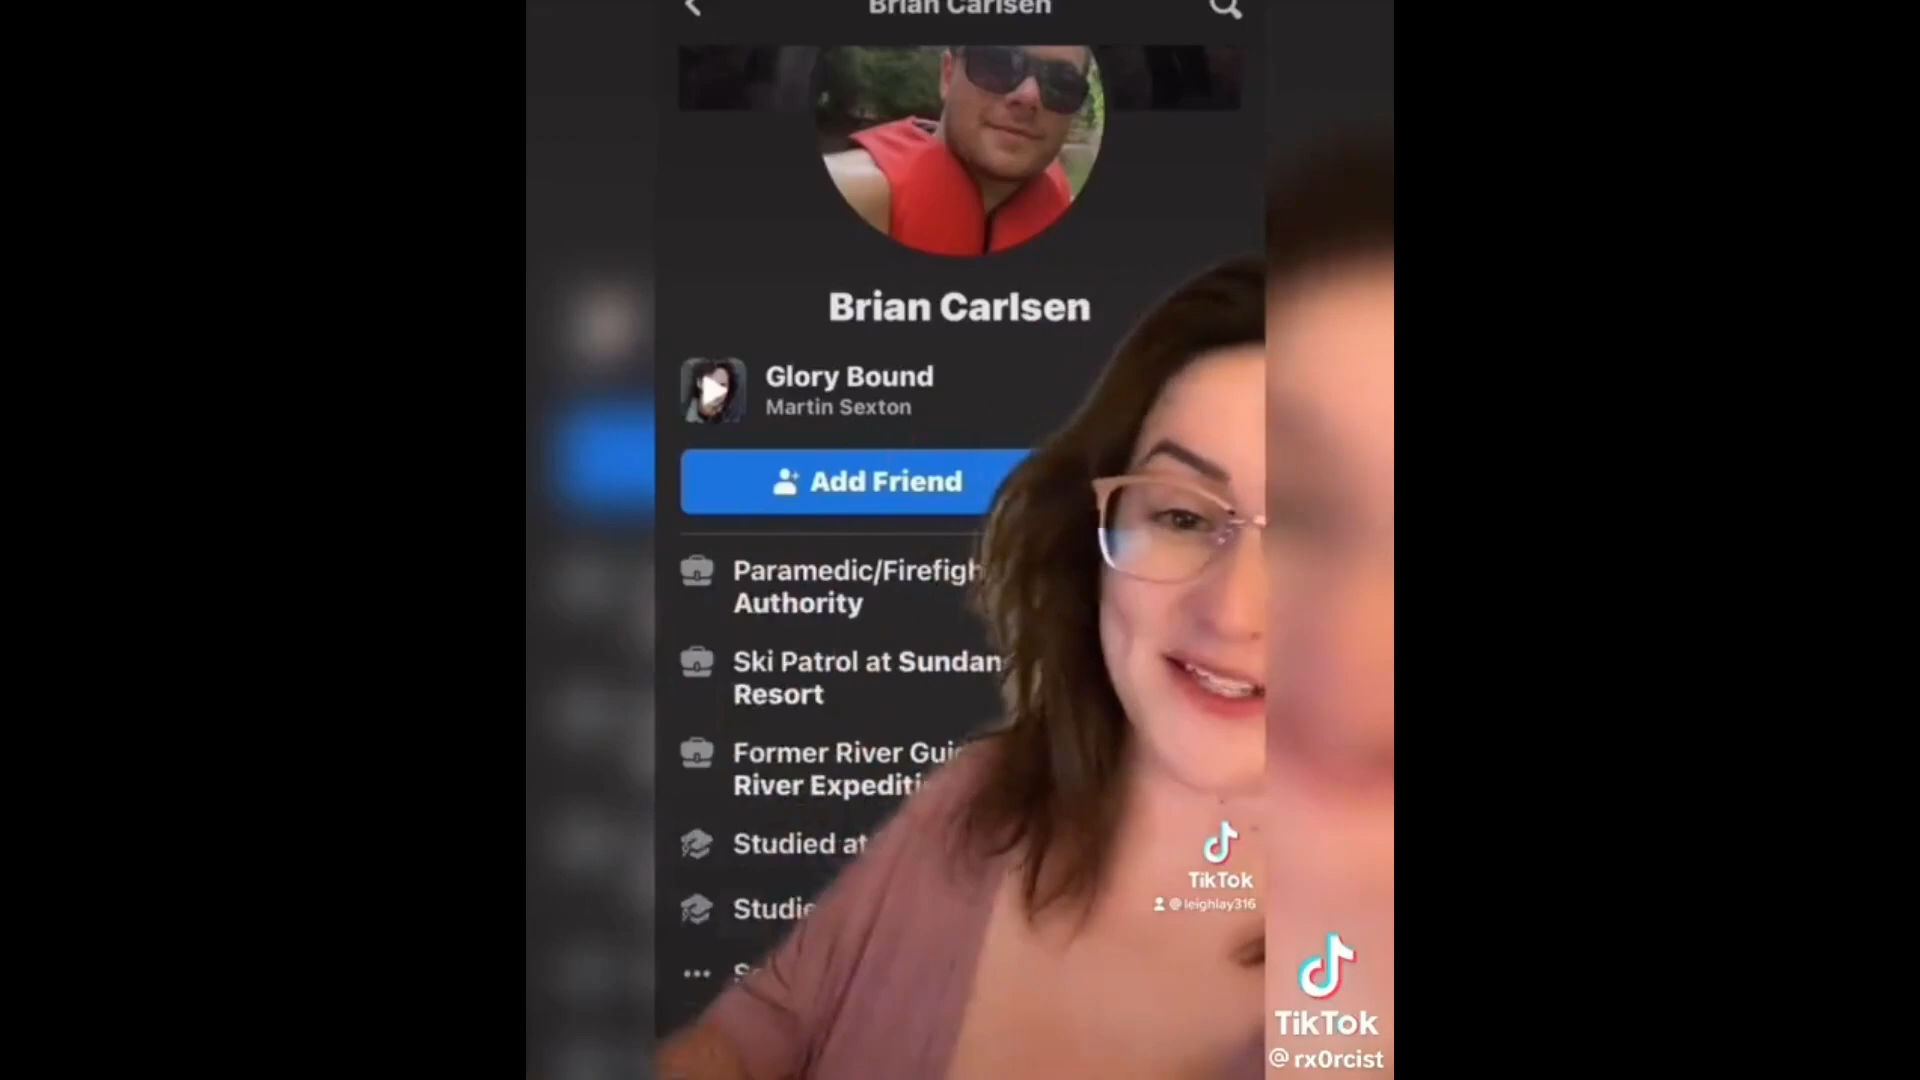 Brian Carlsen
Brian Carlsen
Glory Bound
Martin Sexton
Add Friend
Paramedic/Firefigh
Authority
Ski Patrol at Sundan
Resort
Former River Gui
River Expediti
Studied at
Studie
TikTok
@leighlay316
TikTok
@rx0rcist